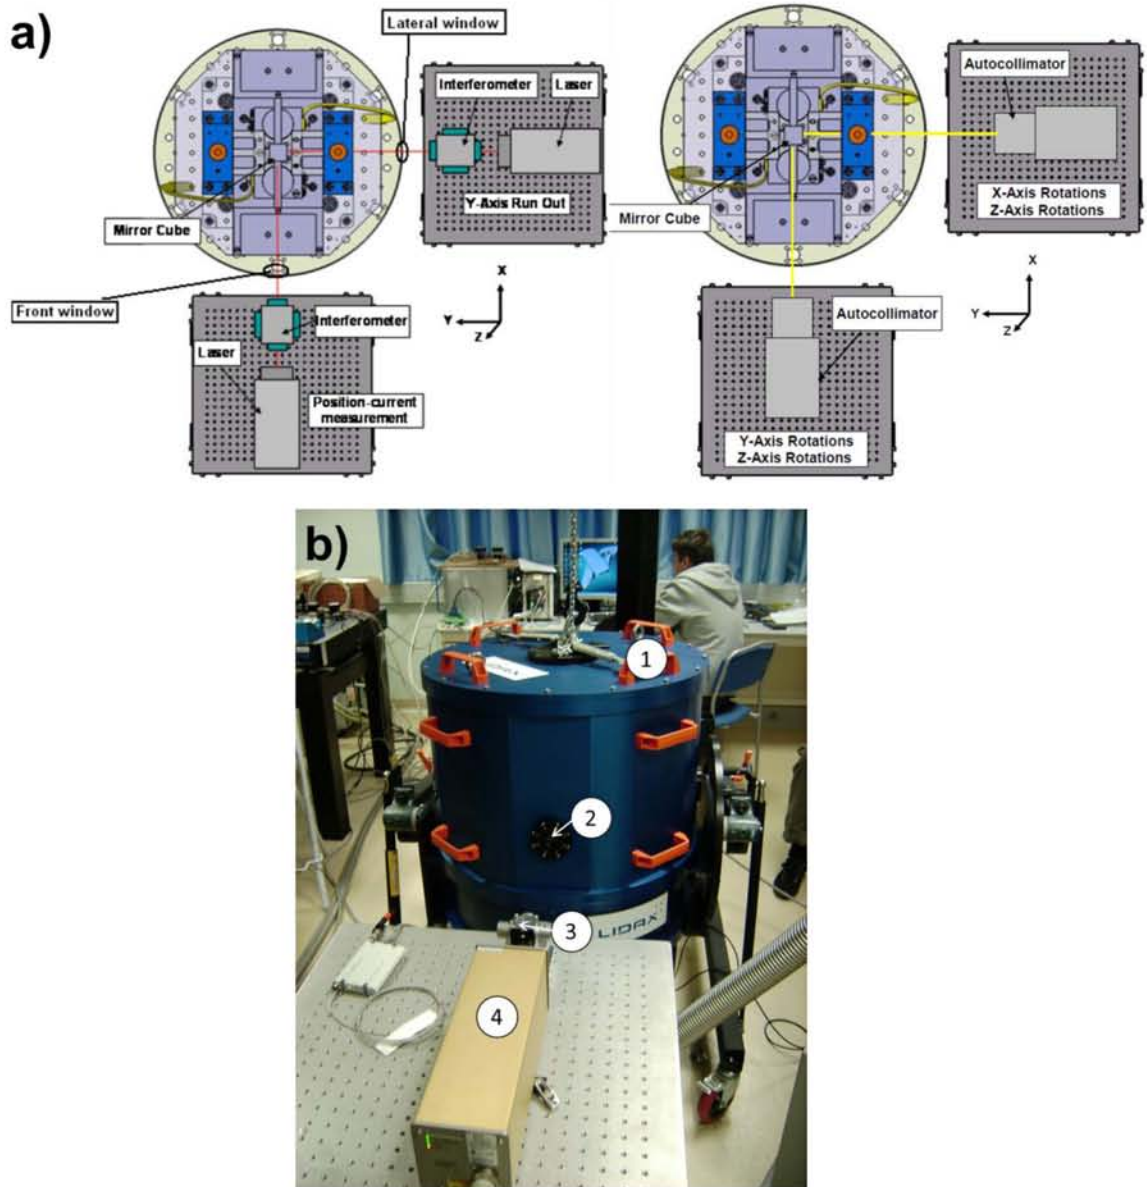 a)
Lateral window
Interferometer
Laser
Y-Axis Run Out
Mirror Cube
Front window
Interferometer
Laser
Position-current
measurement
X
Y
Z
Autocollimator
X-Axis Rotations
Z-Axis Rotations
Mirror Cube
Autocollimator
Y-Axis Rotations
Z-Axis Rotations
X
Y
Z
b)
1
2
3
LIDAX
4